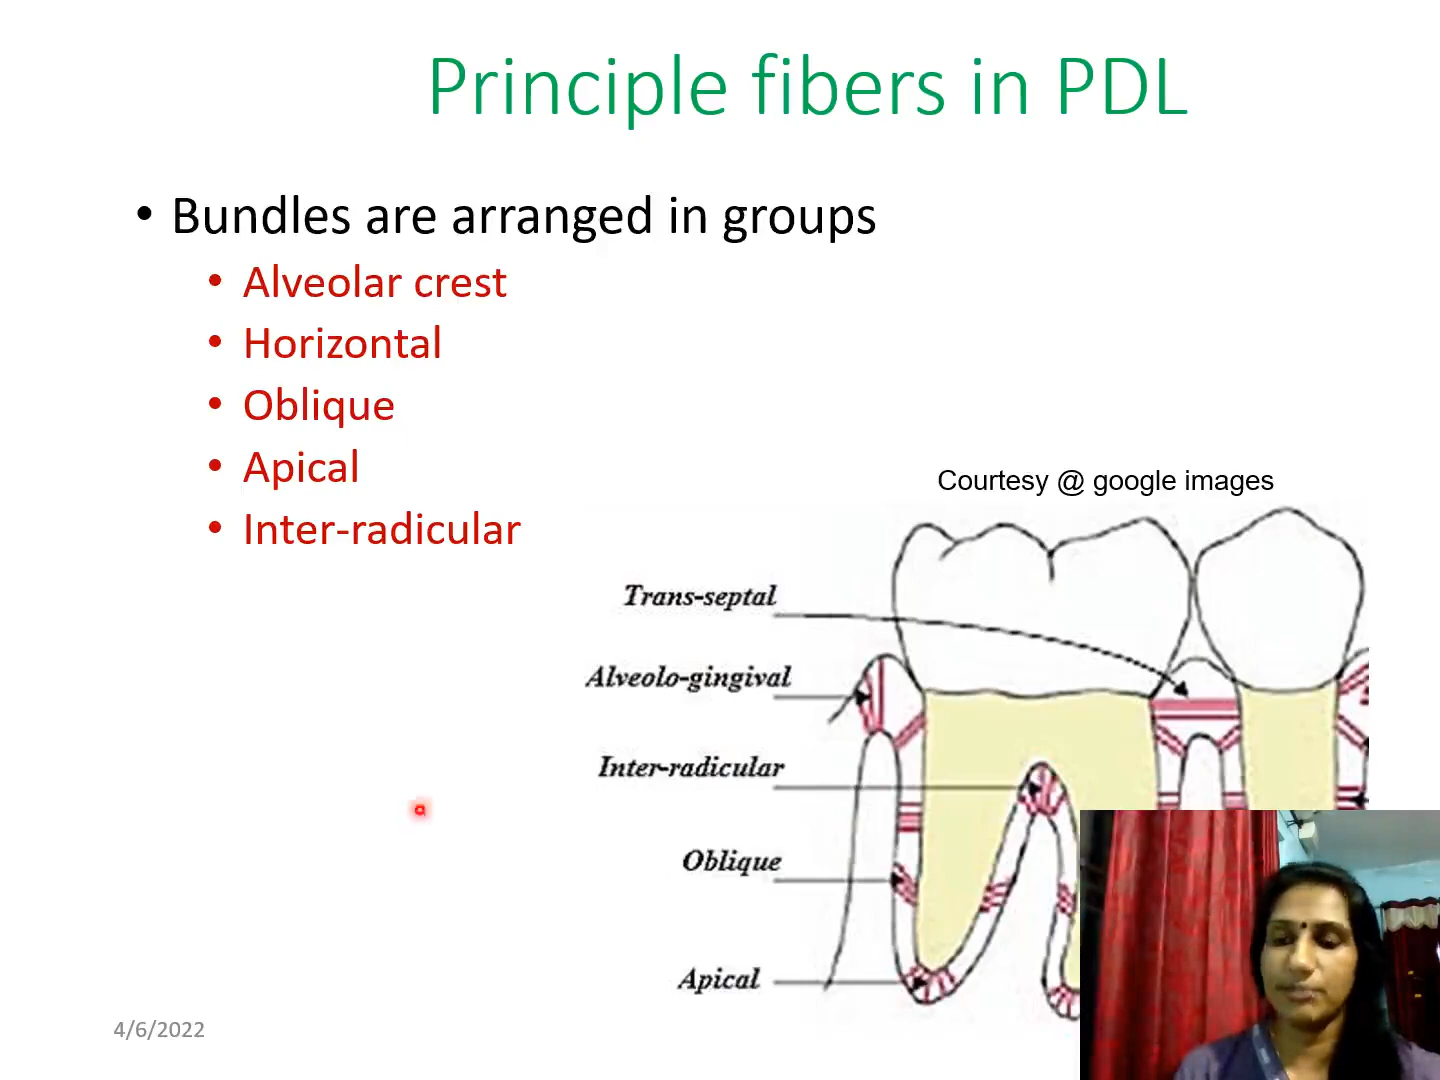 Principle fibers in PDL
• Bundles are arranged in groups
• Alveolar crest
• Horizontal
• Oblique
• Apical
• Inter-radicular
Courtesy @ google images
Trans-septal
Alveolo-gingival
Inter-radicular
Oblique
Apical
4/6/2022